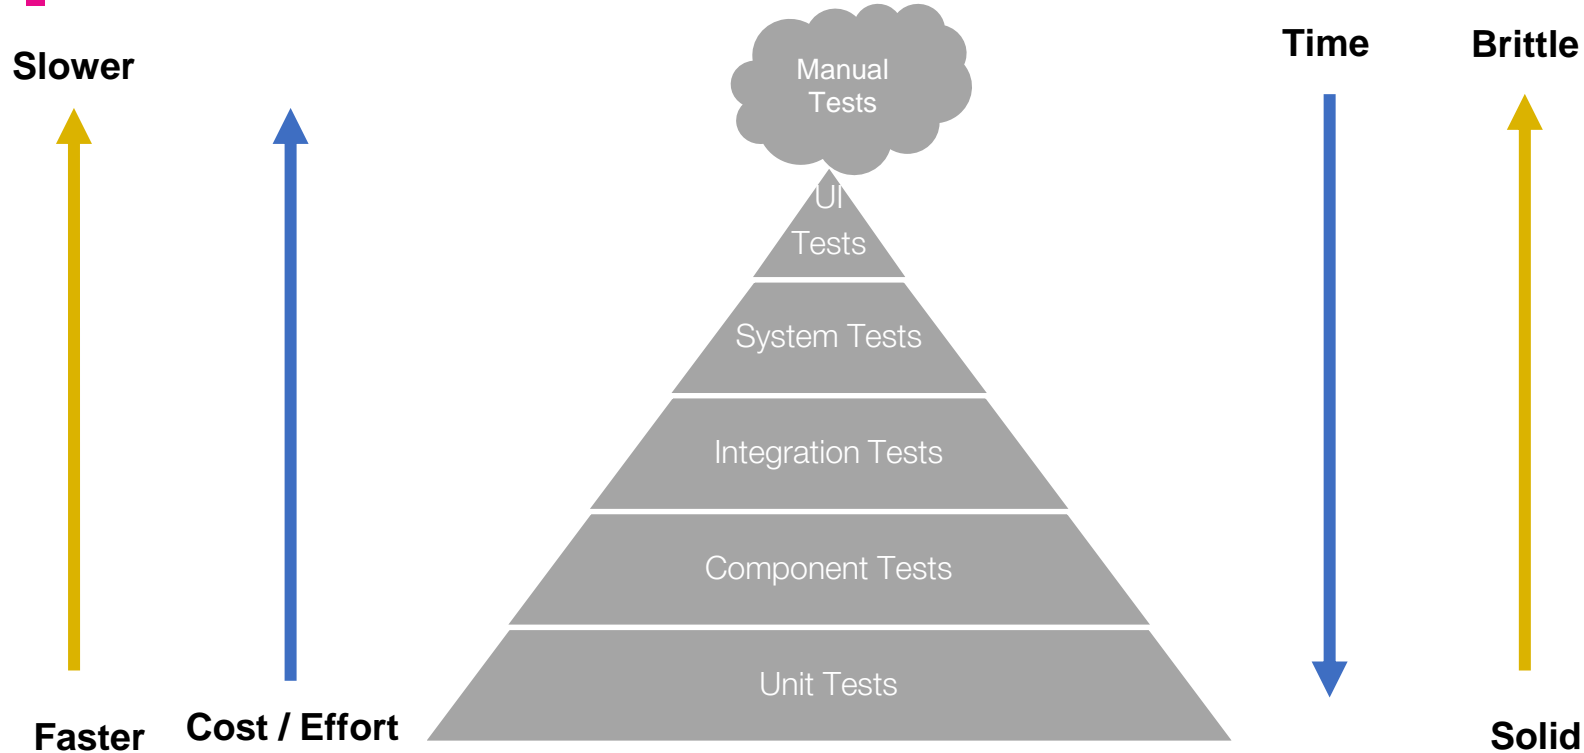 Slower
Manual
Tests
Time
Brittle
UI
Tests
System Tests
Integration Tests
Component Tests
Unit Tests
Faster
Cost / Effort
Solid